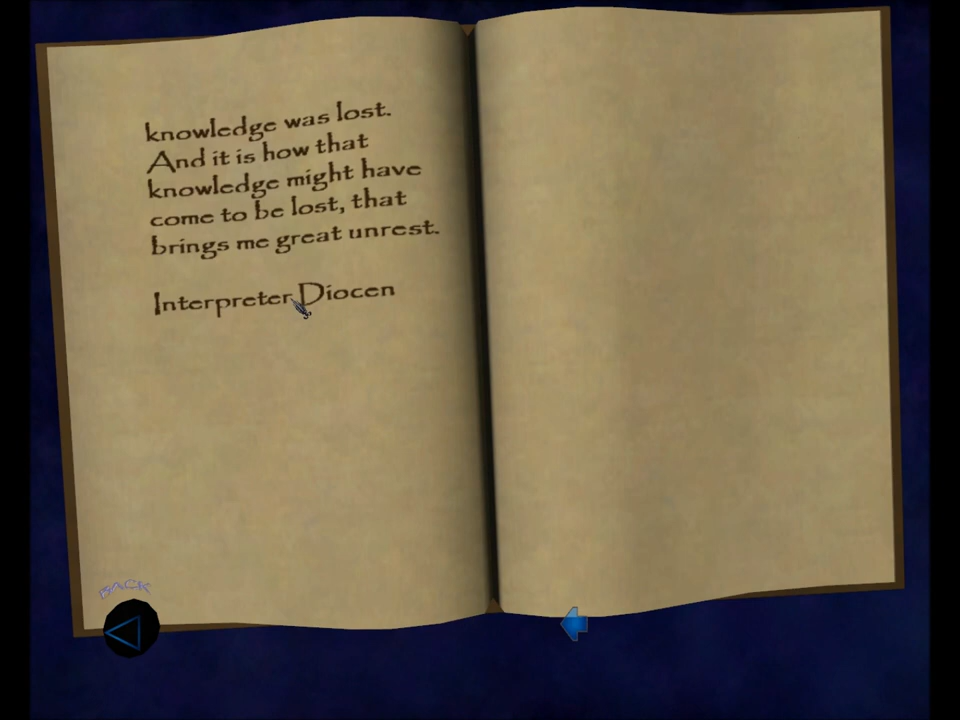 knowledge was lost.
And it is how that
knowledge might have
come to be lost, that
brings me great unrest.
Interpreter Diocen
BACK